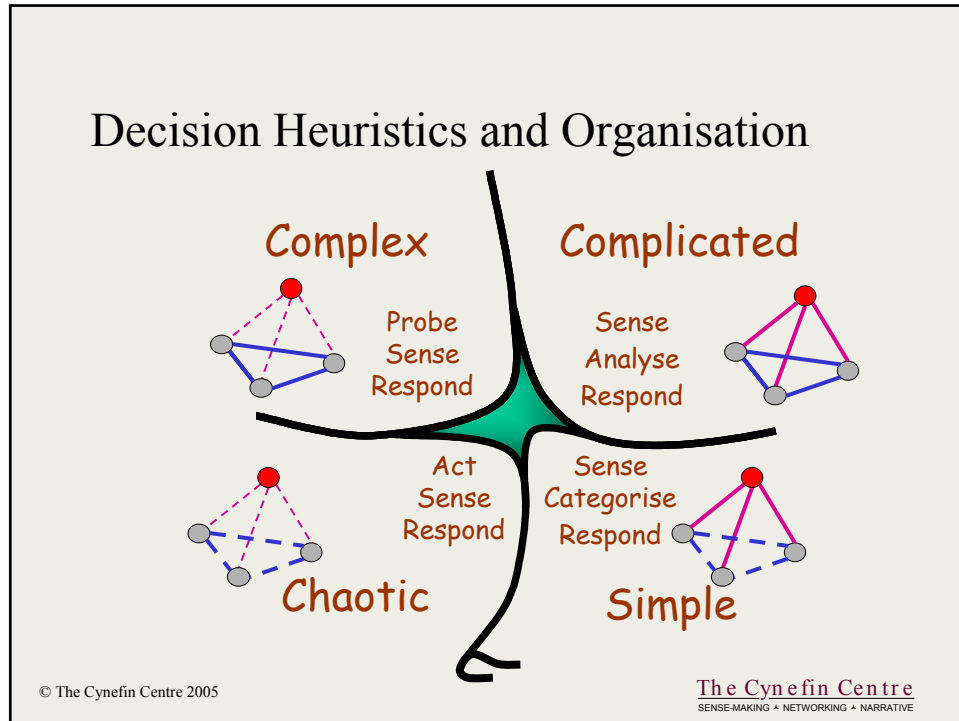 Decision Heuristics and Organisation
Complex
Complicated
Probe
Sense
Respond
Sense
Analyse
Respond
Act
Sense
Respond
Sense
Categorise
Respond
Chaotic
Simple
© The Cynefin Centre 2005
The Cynefin Centre
SENSE-MAKING ▲ NETWORKING ▲ NARRATIVE